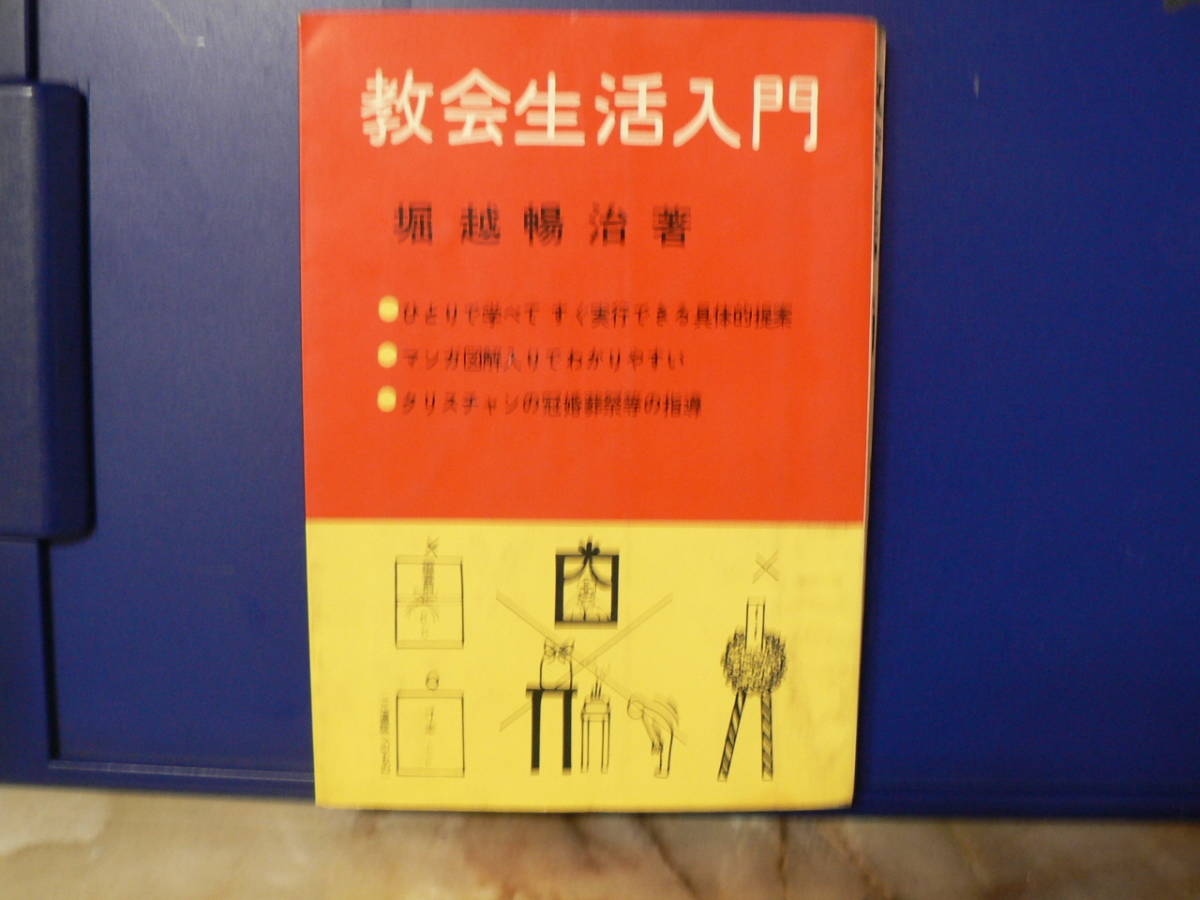 教会生活入門
堀越暢治著
ひとりで学べて すぐ実行できる具体的提案
マンガ図解入りでわかりやすい
クリスチャンの冠婚葬祭等の指導